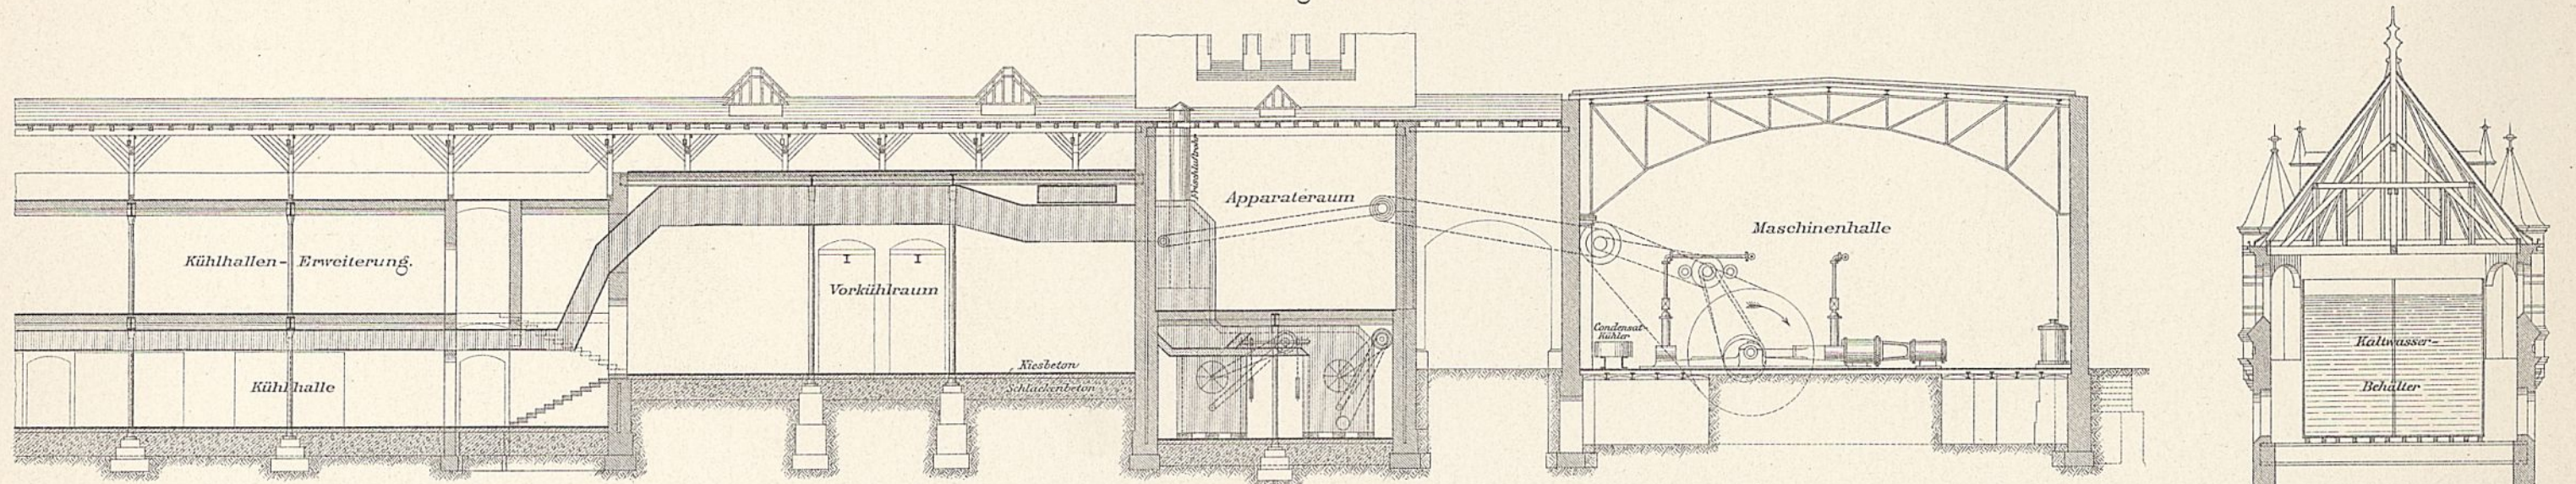 Kühlhallen- Erweiterung.
Kühlhalle
Vorkühlraum
Kiesbeton
Schlackenbeton
Apparateraum
Maschinenhalle
Condensat-
Kühler
Kaltwasser-
Behälter